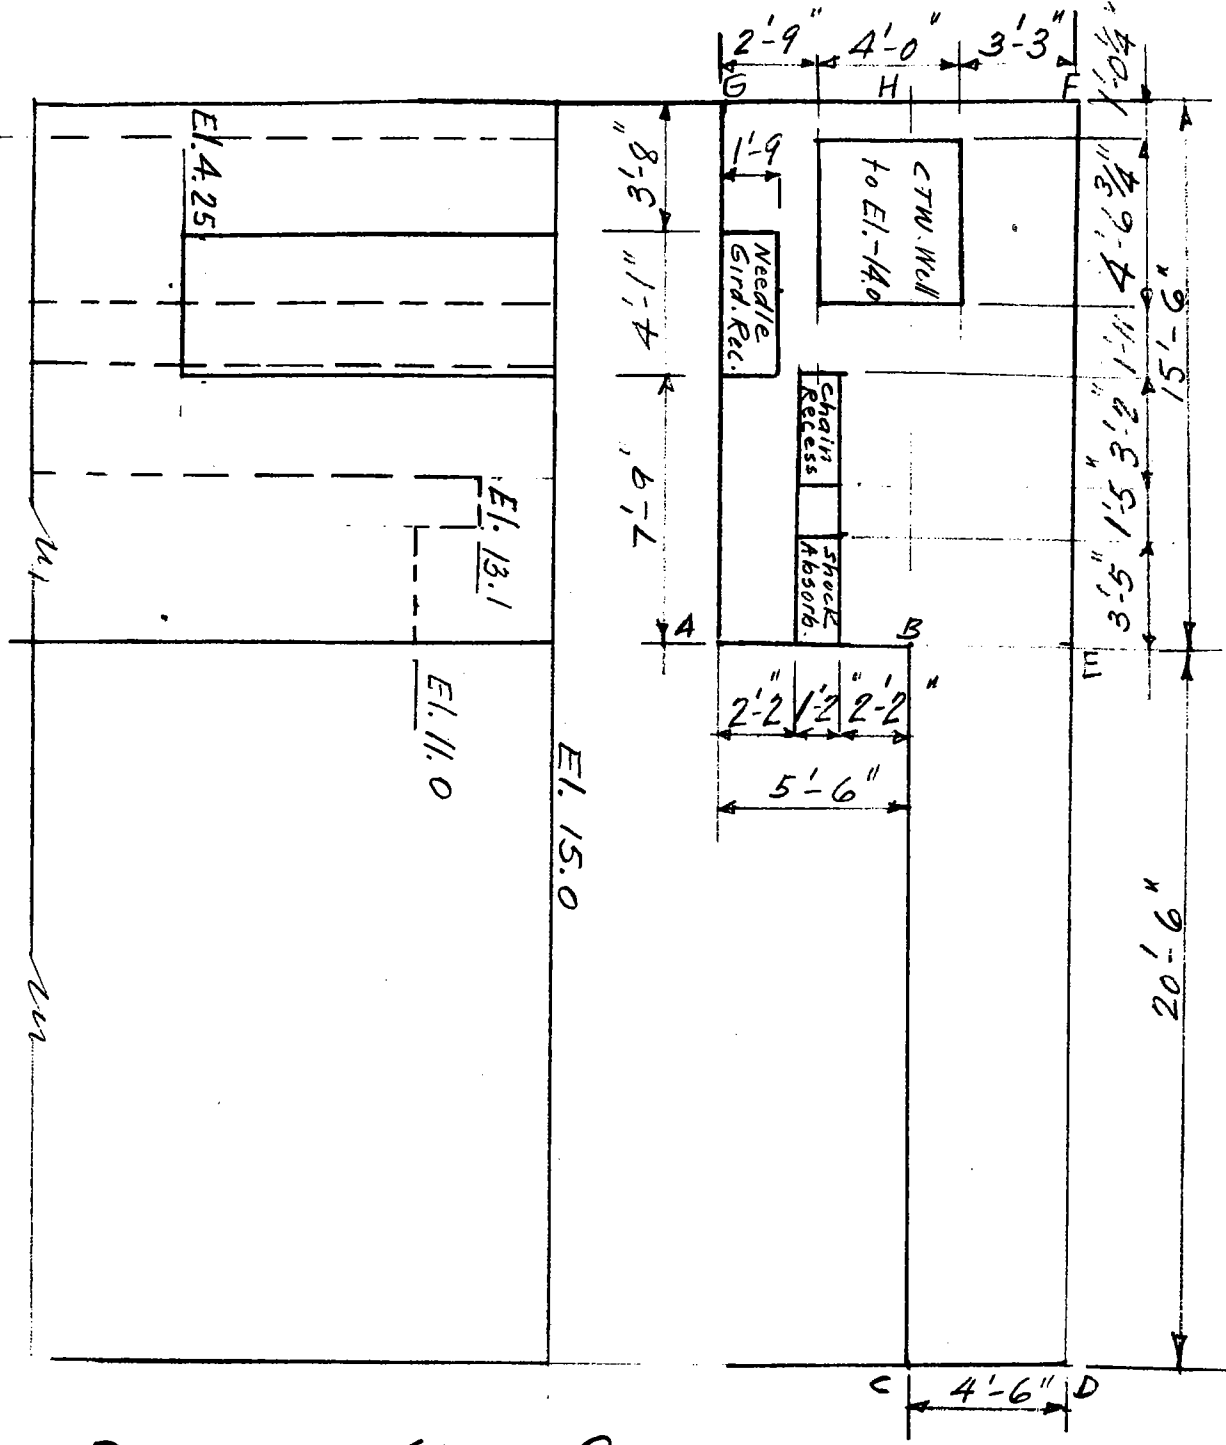 2'-9" 4'-0" 3'-3"
1'-0¼"
G H F
El. 4.25
3'-8"
1'-9
C.T.W. Well
to El.-14.0
4'-6¾"
15'-6"
4'-1"
Needle
Gird. Rec.
1'-11"
Chain
Recess
3'-2"
1'-5"
El. 13.1
7'-9"
Shock
Absorb.
3'-5"
A B E
El. 11.0
2'-2" 1'-2" 2'-2"
5'-6"
El. 15.0
20'-6"
C 4'-6" D